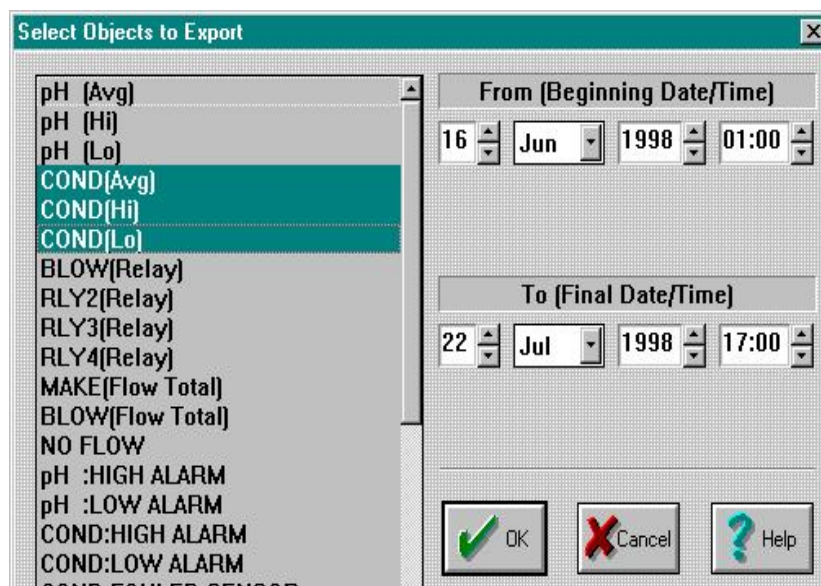 Select Objects to Export
pH (Avg)
pH (Hi)
pH (Lo)
COND(Avg)
COND(Hi)
COND(Lo)
BLOW(Relay)
RLY2(Relay)
RLY3(Relay)
RLY4(Relay)
MAKE(Flow Total)
BLOW(Flow Total)
NO FLOW
pH :HIGH ALARM
pH :LOW ALARM
COND:HIGH ALARM
COND:LOW ALARM
From (Beginning Date/Time)
16 Jun 1998 01:00
To (Final Date/Time)
22 Jul 1998 17:00
OK Cancel Help